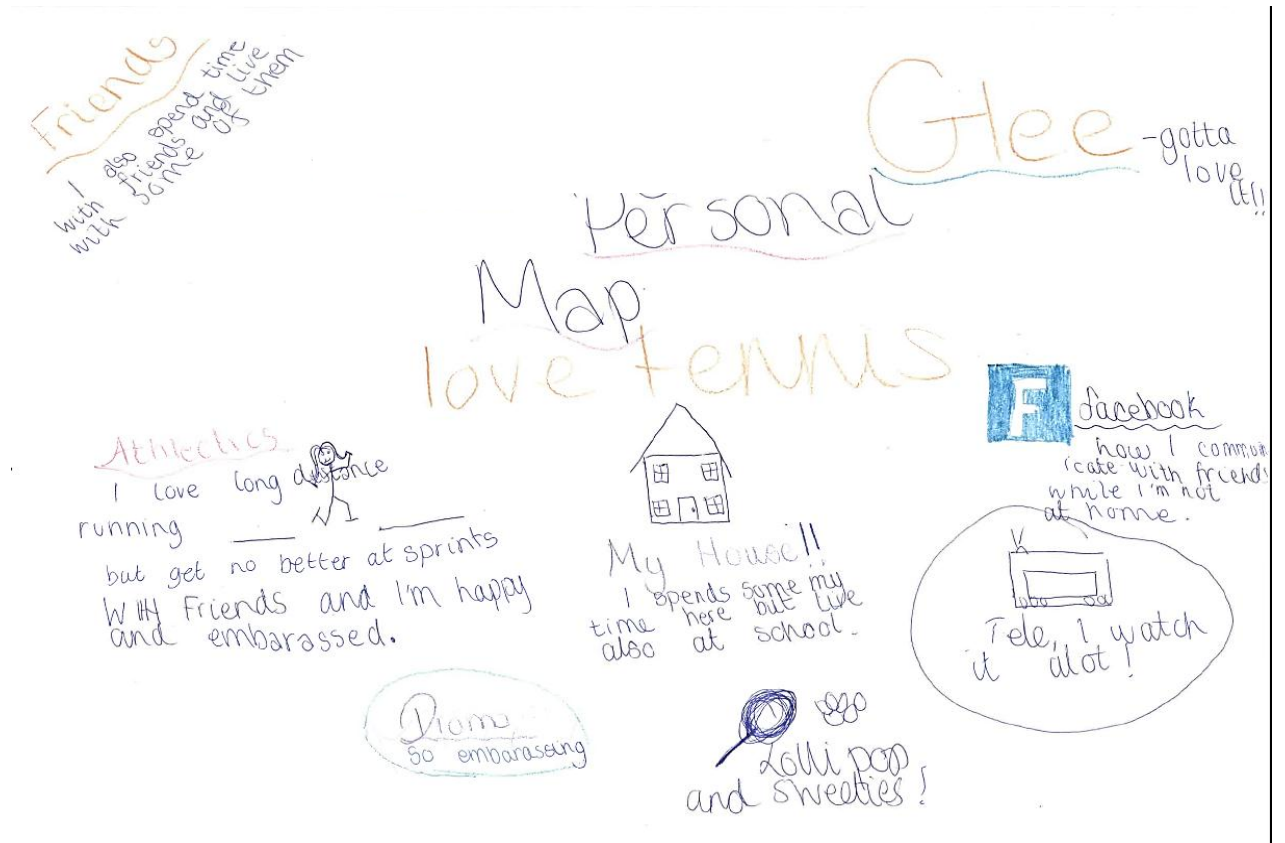 Friends
I also spend time
with friends and live
with some of them
Glee
-gotta
love
it!!
Personal
Map
love tennis
Athlectics
I love long distance
running
but get no better at sprints
With Friends and I'm happy
and embarassed.
My House!!
I spends some my
time here but live
also at school.
F
facebook
how I commun
icate with friends
while I'm not
at home.
Tele, I watch
it alot!
so embarassing
Lolli pop
and sweeties!